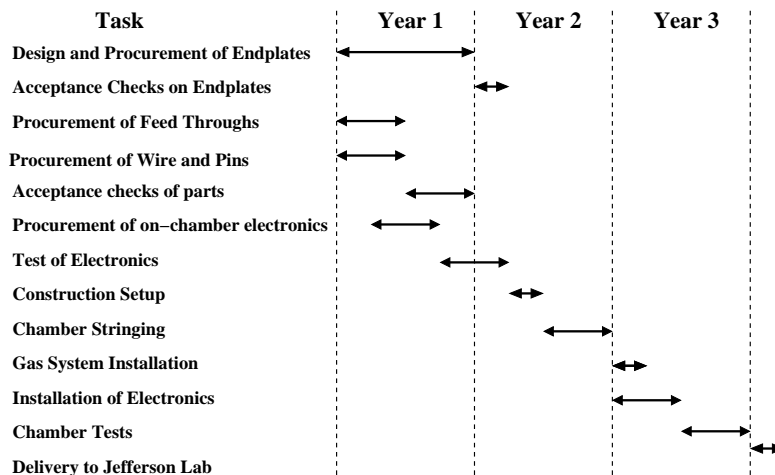 Task Year 1 Year 2 Year 3
Design and Procurement of Endplates
Acceptance Checks on Endplates
Procurement of Feed Throughs
Procurement of Wire and Pins
Acceptance checks of parts
Procurement of on−chamber electronics
Test of Electronics
Construction Setup
Chamber Stringing
Gas System Installation
Installation of Electronics
Chamber Tests
Delivery to Jefferson Lab